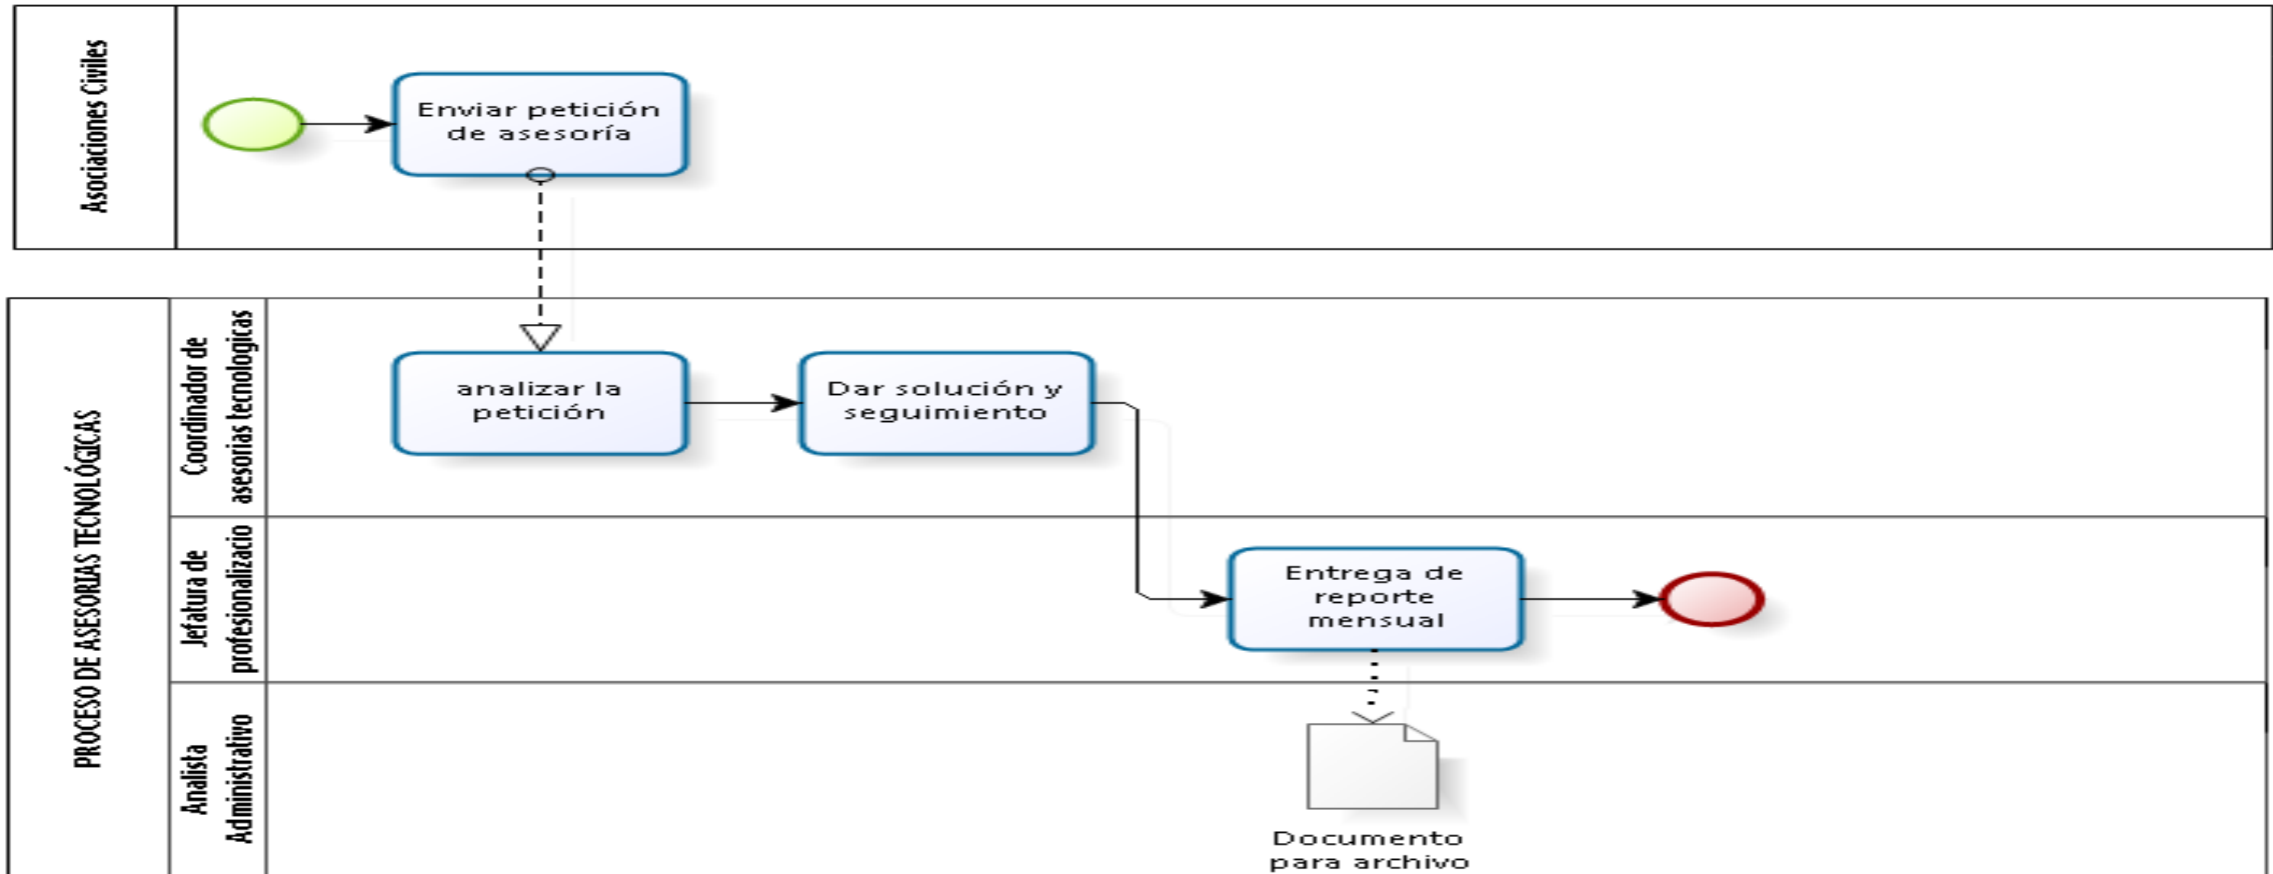 Asociaciones Civiles
Enviar petición
de asesoría
PROCESO DE ASESORIAS TECNOLÓGICAS
Coordinador de
asesorias tecnologicas
analizar la
petición
Dar solución y
seguimiento
Jefatura de
profesionalizacio
Entrega de
reporte
mensual
Analista
Administrativo
Documento
para archivo